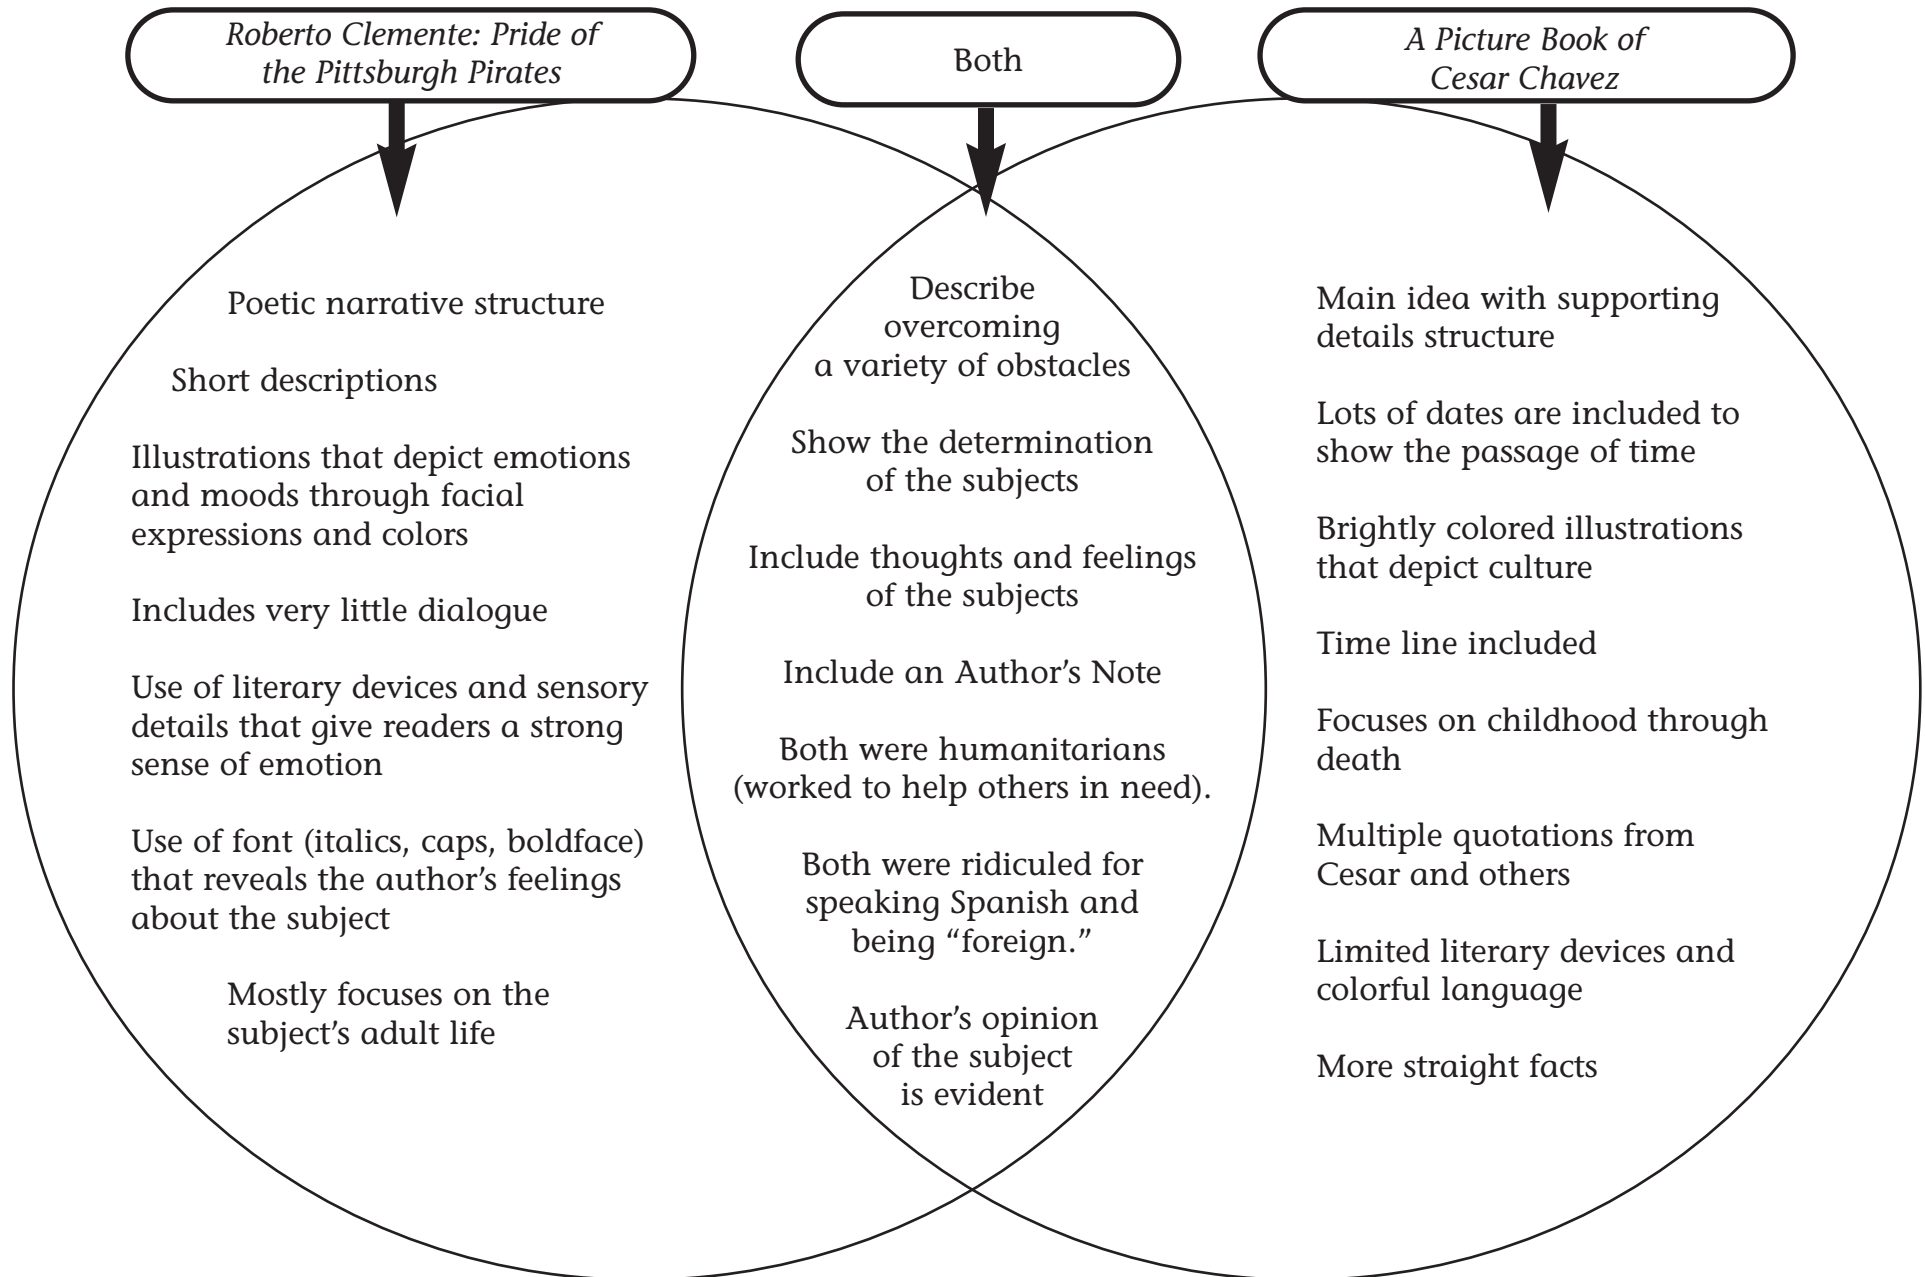 Roberto Clemente: Pride of
the Pittsburgh Pirates
Both
A Picture Book of
Cesar Chavez
Poetic narrative structure
Short descriptions
Illustrations that depict emotions
and moods through facial
expressions and colors
Includes very little dialogue
Use of literary devices and sensory
details that give readers a strong
sense of emotion
Use of font (italics, caps, boldface)
that reveals the author’s feelings
about the subject
Mostly focuses on the
subject’s adult life
Describe
overcoming
a variety of obstacles
Show the determination
of the subjects
Include thoughts and feelings
of the subjects
Include an Author’s Note
Both were humanitarians
(worked to help others in need).
Both were ridiculed for
speaking Spanish and
being “foreign.”
Author’s opinion
of the subject
is evident
Main idea with supporting
details structure
Lots of dates are included to
show the passage of time
Brightly colored illustrations
that depict culture
Time line included
Focuses on childhood through
death
Multiple quotations from
Cesar and others
Limited literary devices and
colorful language
More straight facts